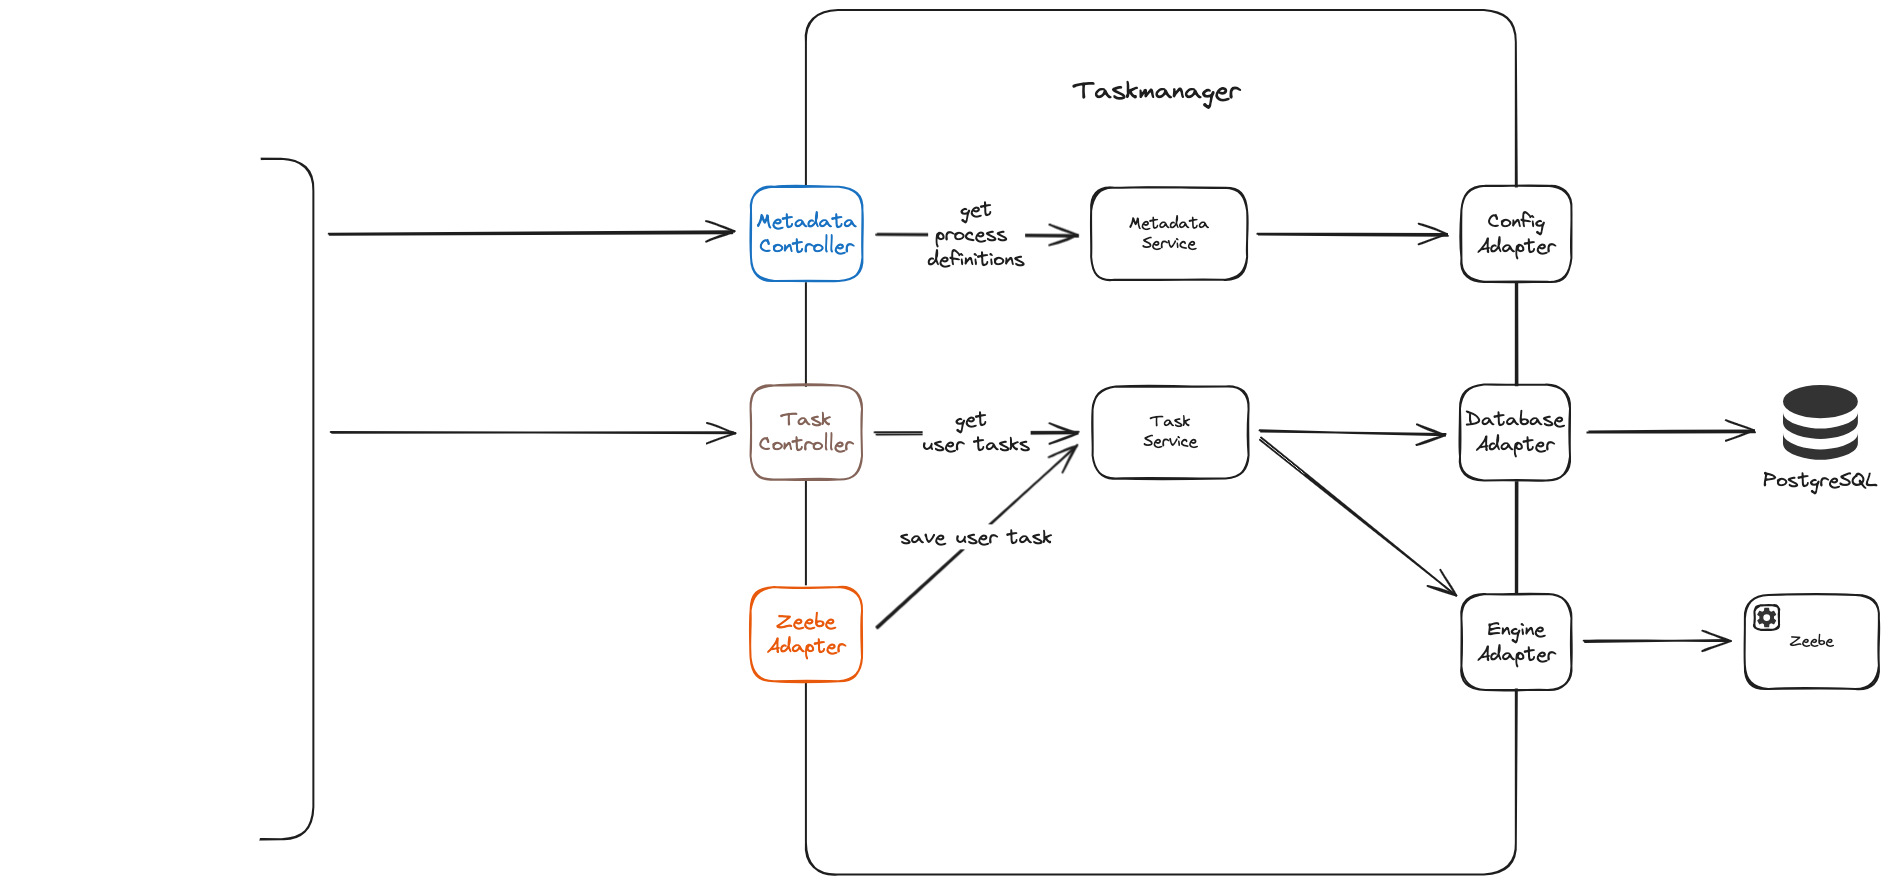 Taskmanager
Metadata
Controller
get
process
definitions
Metadata
Service
Config
Adapter
Task
Controller
get
user tasks
Task
Service
Database
Adapter
PostgreSQL
save user task
Zeebe
Adapter
Engine
Adapter
Zeebe